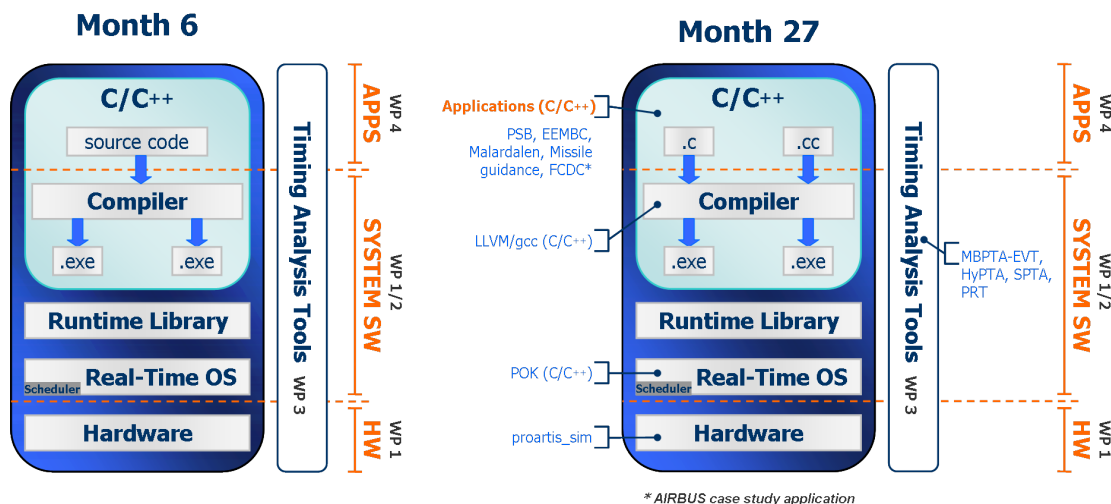 Month 6
C/C++
source code
Compiler
.exe
.exe
Runtime Library
Real-Time OS
Scheduler
Hardware
Timing Analysis Tools
WP 3
APPS
WP 4
SYSTEM SW
WP 1/2
HW
WP 1
Month 27
Applications (C/C++)
PSB, EEMBC,
Malardalen, Missile
guidance, FCDC*
LLVM/gcc (C/C++)
POK (C/C++)
proartis_sim
C/C++
.c
.cc
Compiler
.exe
.exe
Runtime Library
Real-Time OS
Scheduler
Hardware
Timing Analysis Tools
WP 3
MBPTA-EVT,
HyPTA, SPTA,
PRT
APPS
WP 4
SYSTEM SW
WP 1/2
HW
WP 1
* AIRBUS case study application